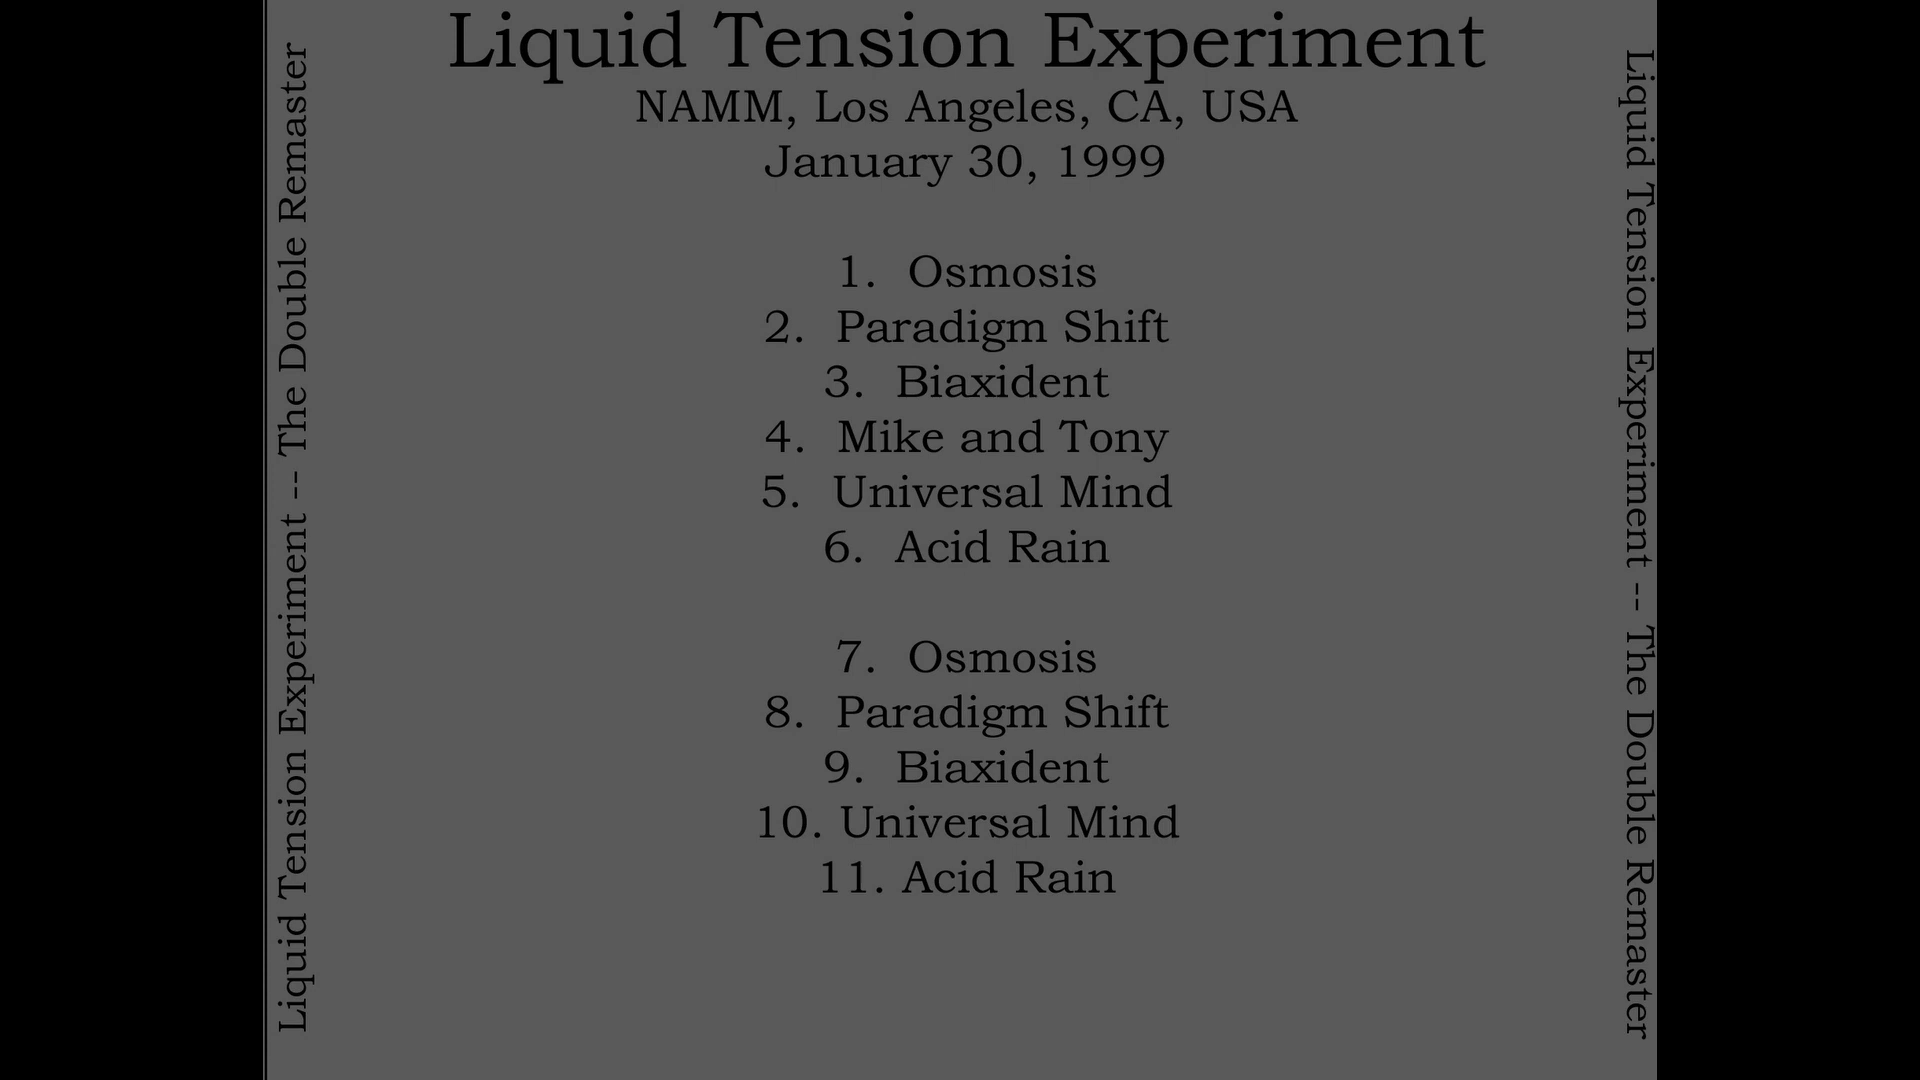 Liquid Tension Experiment
NAMM, Los Angeles, CA, USA
January 30, 1999
1. Osmosis
2. Paradigm Shift
3. Biaxident
4. Mike and Tony
5. Universal Mind
6. Acid Rain
7. Osmosis
8. Paradigm Shift
9. Biaxident
10. Universal Mind
11. Acid Rain
Liquid Tension Experiment -- The Double Remaster
Liquid Tension Experiment -- The Double Remaster